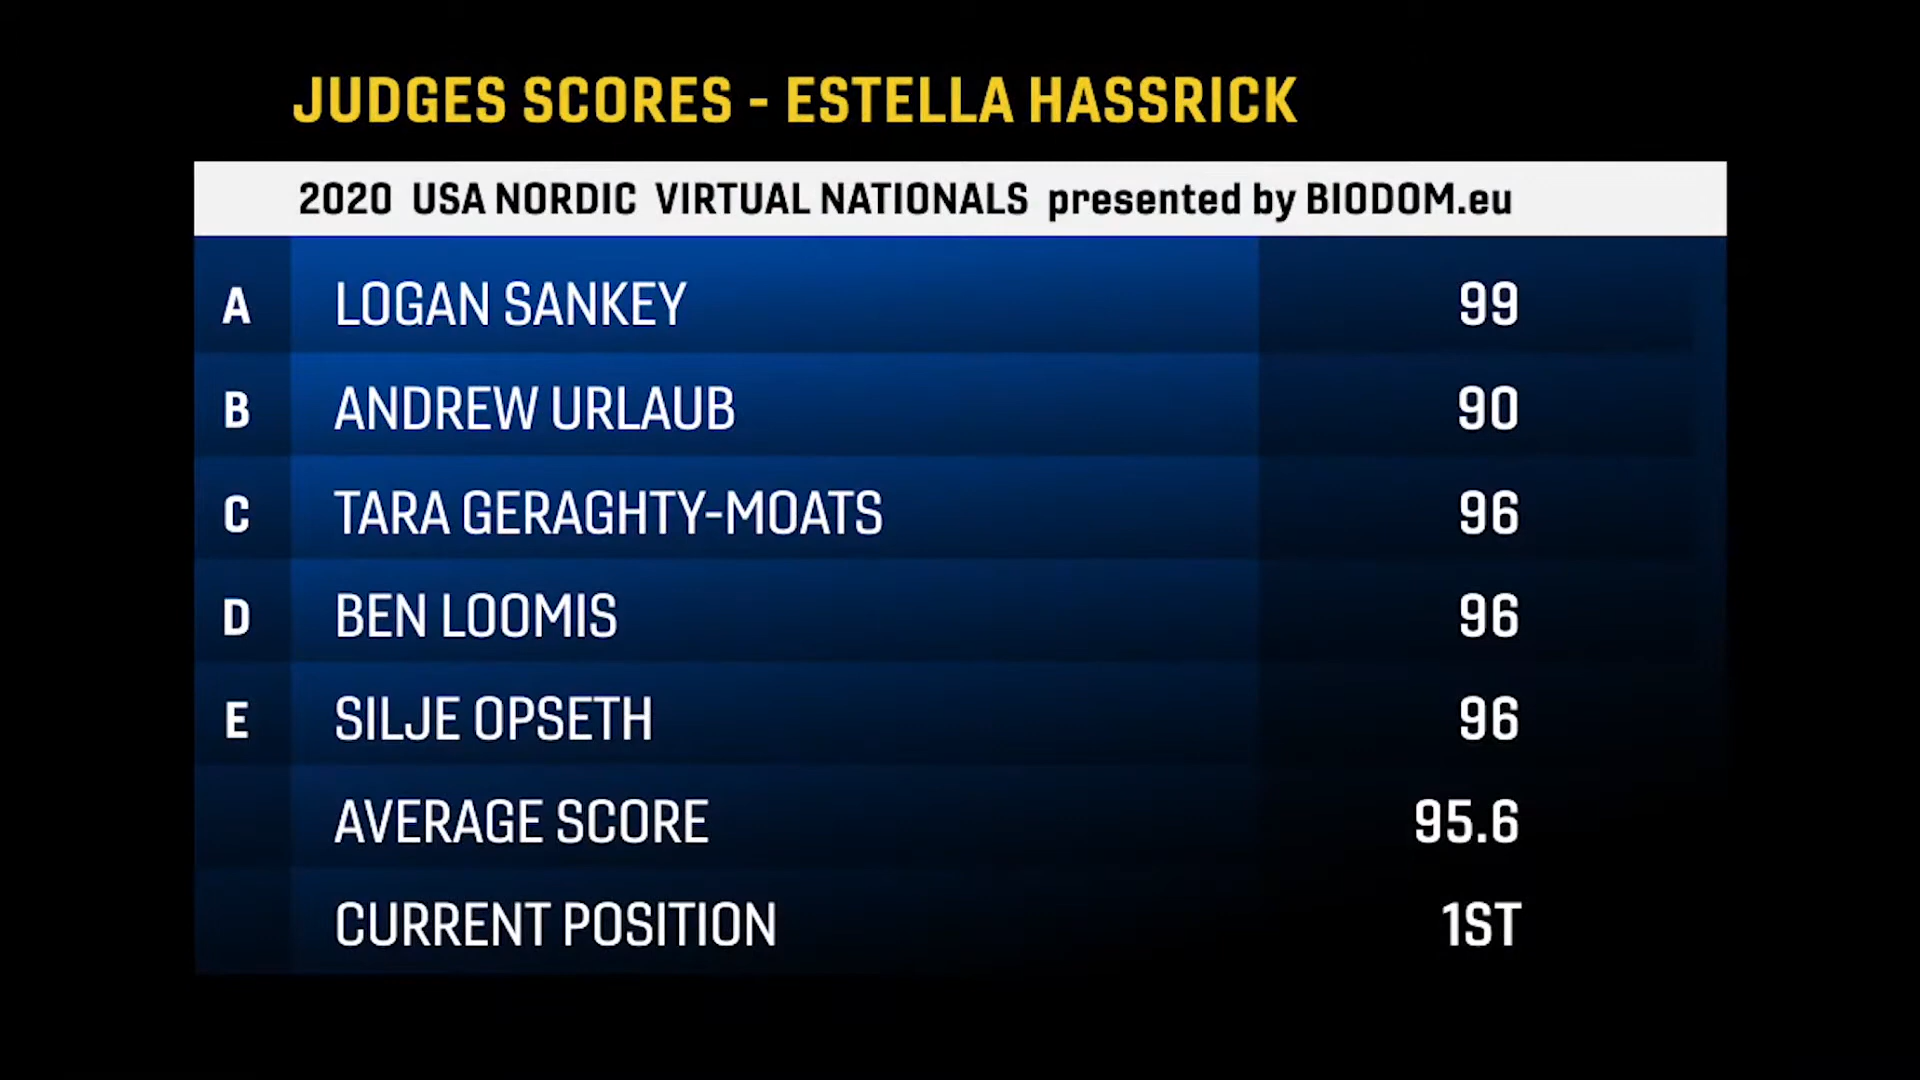 JUDGES SCORES - ESTELLA HASSRICK
2020 USA NORDIC VIRTUAL NATIONALS presented by BIODOM.eu
A LOGAN SANKEY 99
B ANDREW URLAUB 90
C TARA GERAGHTY-MOATS 96
D BEN LOOMIS 96
E SILJE OPSETH 96
AVERAGE SCORE 95.6
CURRENT POSITION 1ST